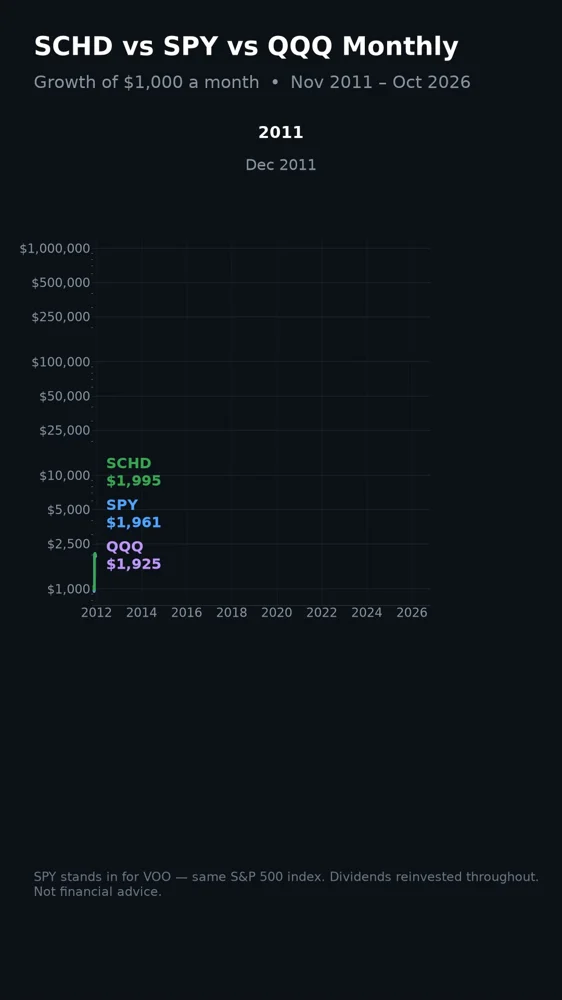 SCHD vs SPY vs QQQ Monthly
Growth of $1,000 a month • Nov 2011 – Oct 2026
2011
Dec 2011
$1,000,000
$500,000
$250,000
$100,000
$50,000
$25,000
$10,000
$5,000
$2,500
$1,000
SCHD
$1,995
SPY
$1,961
QQQ
$1,925
2012 2014 2016 2018 2020 2022 2024 2026
SPY stands in for VOO — same S&P 500 index. Dividends reinvested throughout.
Not financial advice.